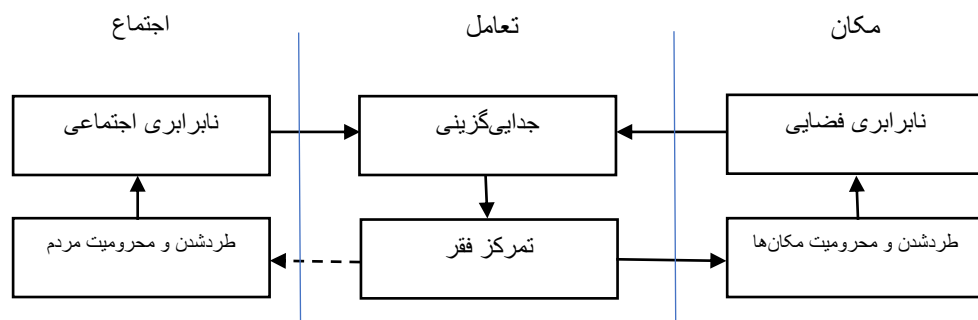 مکان
تعامل
اجتماع
نابرابری فضایی
جدایی‌گزینی
نابرابری اجتماعی
طردشدن و محرومیت مکان‌ها
تمرکز فقر
طردشدن و محرومیت مردم